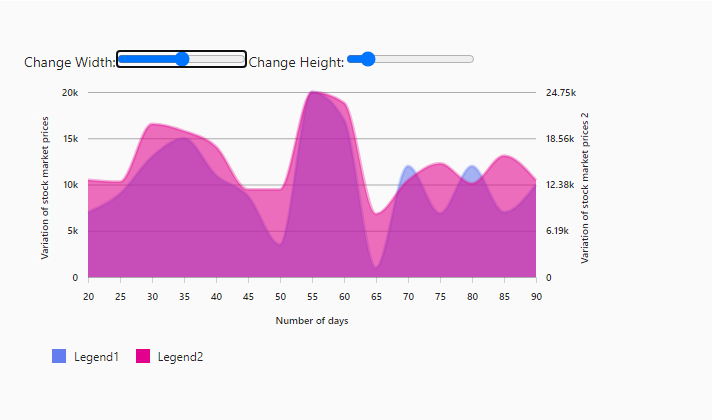 Change Width: Change Height:
20k
15k
10k
5k
0
Variation of stock market prices
24.75k
18.56k
12.38k
6.19k
0
Variation of stock market prices 2
20 25 30 35 40 45 50 55 60 65 70 75 80 85 90
Number of days
Legend1 Legend2